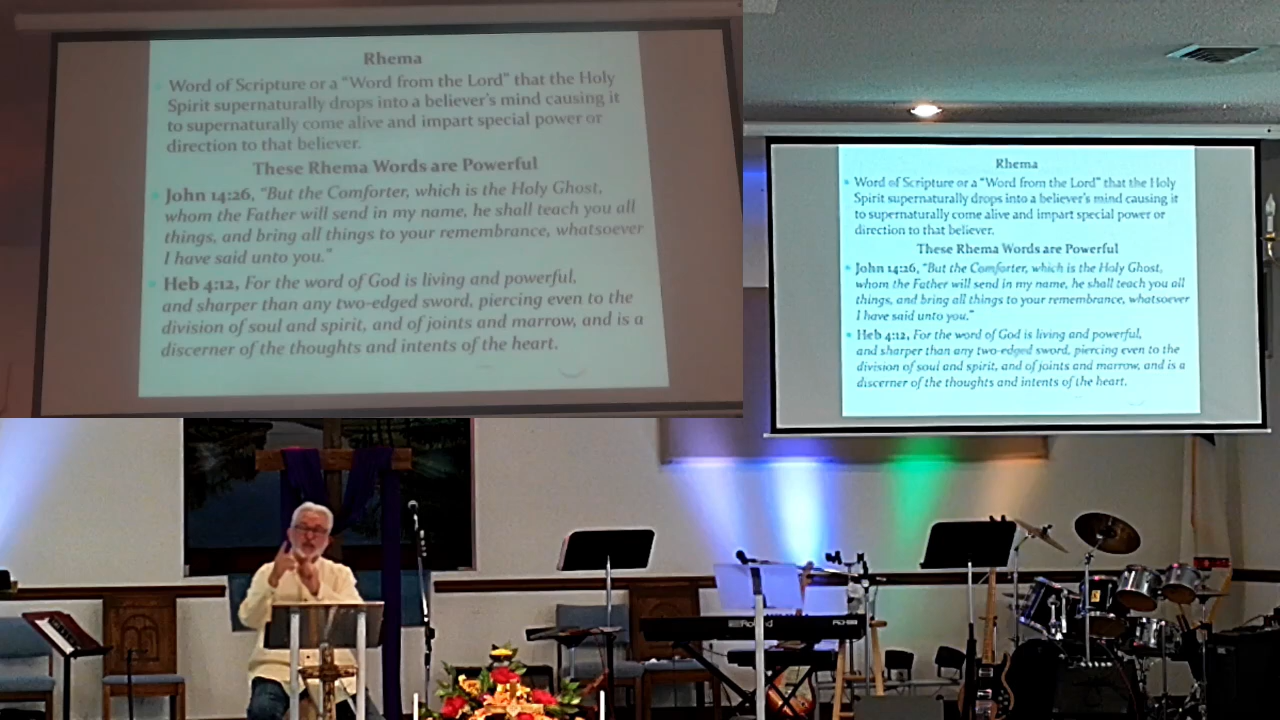 Rhema
Word of Scripture or a "Word from the Lord" that the Holy
Spirit supernaturally drops into a believer's mind causing it
to supernaturally come alive and impart special power or
direction to that believer.
These Rhema Words are Powerful
John 14:26, "But the Comforter, which is the Holy Ghost,
whom the Father will send in my name, he shall teach you all
things, and bring all things to your remembrance, whatsoever
I have said unto you."
Heb 4:12, For the word of God is living and powerful,
and sharper than any two-edged sword, piercing even to the
division of soul and spirit, and of joints and marrow, and is a
discerner of the thoughts and intents of the heart.
Rhema
Word of Scripture or a "Word from the Lord" that the Holy
Spirit supernaturally drops into a believer's mind causing it
to supernaturally come alive and impart special power or
direction to that believer.
These Rhema Words are Powerful
John 14:26, "But the Comforter, which is the Holy Ghost,
whom the Father will send in my name, he shall teach you all
things, and bring all things to your remembrance, whatsoever
I have said unto you."
Heb 4:12, For the word of God is living and powerful,
and sharper than any two-edged sword, piercing even to the
division of soul and spirit, and of joints and marrow, and is a
discerner of the thoughts and intents of the heart.
Roland